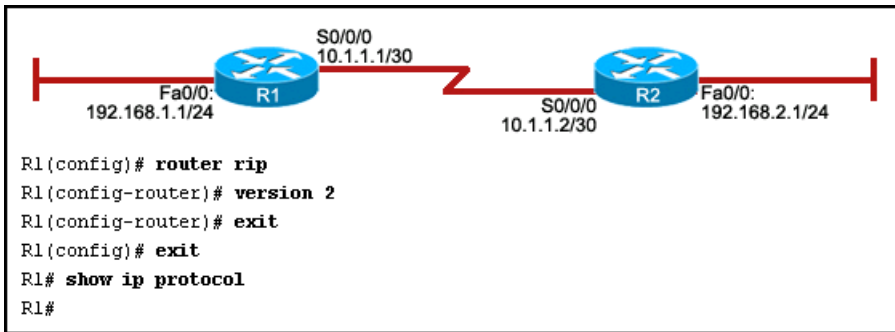 S0/0/0
10.1.1.1/30
R1
Fa0/0:
192.168.1.1/24
R2
S0/0/0
10.1.1.2/30
Fa0/0:
192.168.2.1/24
R1(config)# router rip
R1(config-router)# version 2
R1(config-router)# exit
R1(config)# exit
R1# show ip protocol
R1#